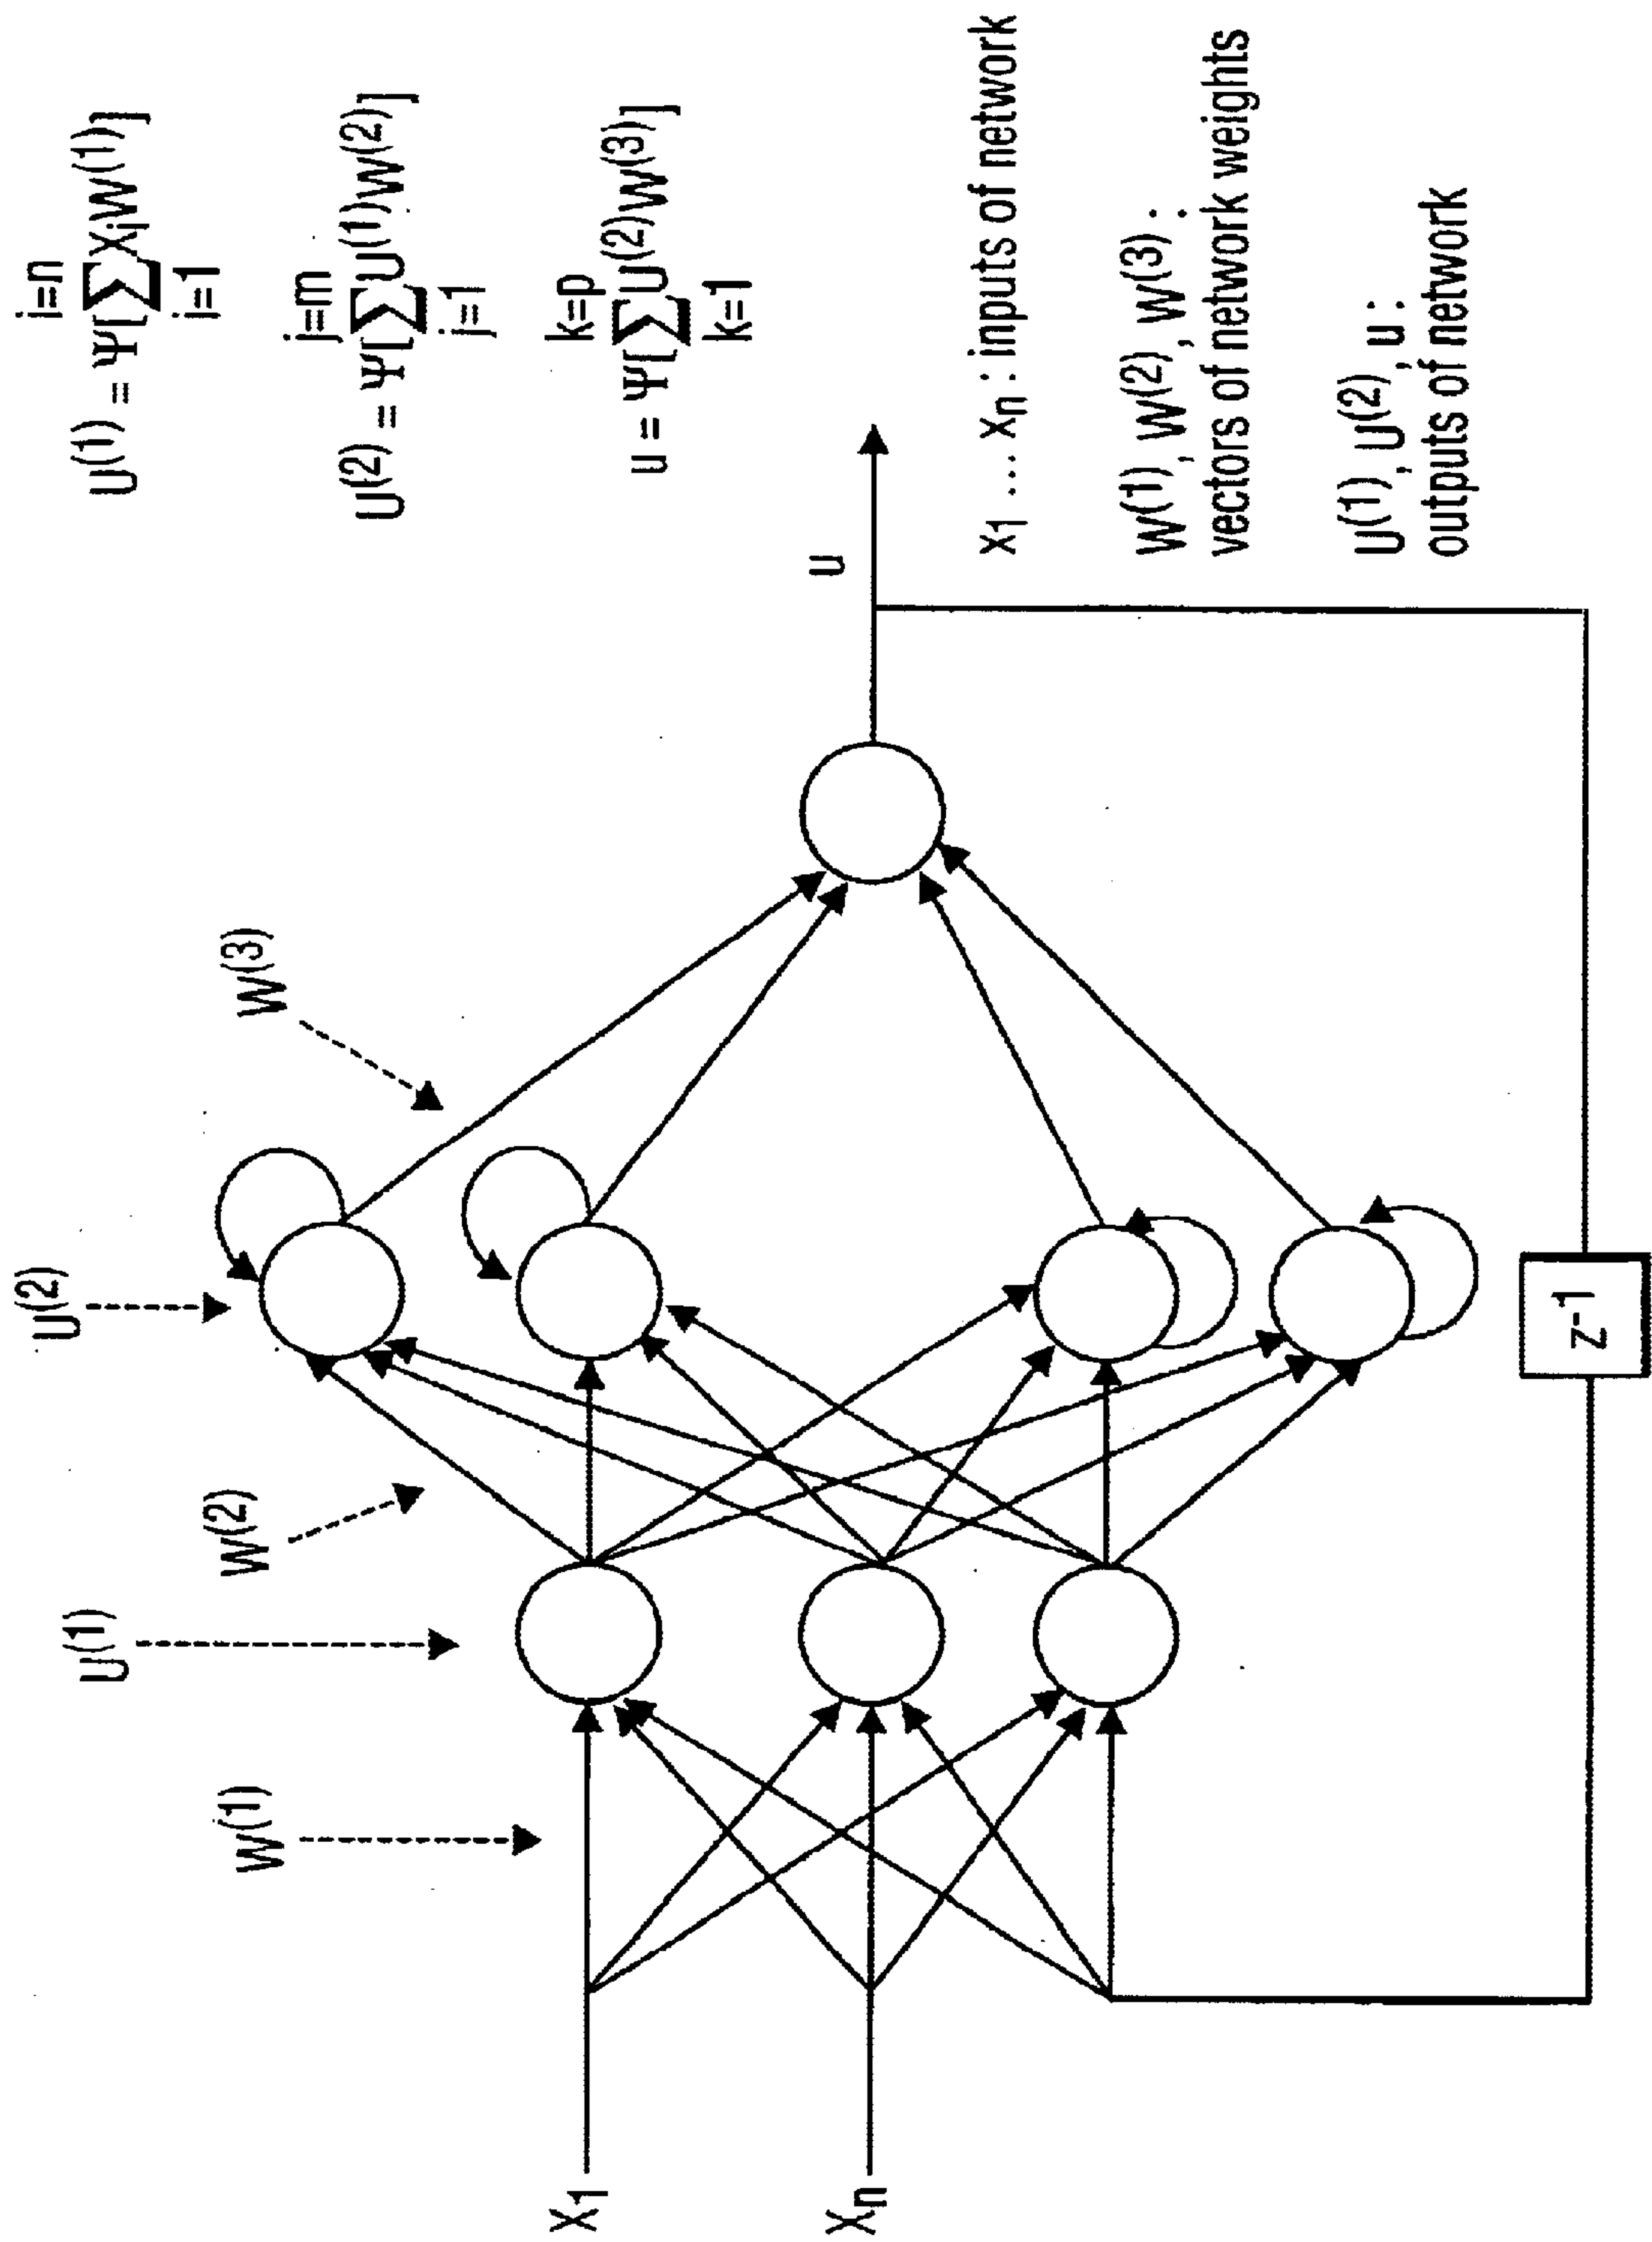 i=n
U(1) = Ψ[∑XiW(1)]
i=1
j=m
U(2) = Ψ[∑U(1)W(2)]
j=1
k=p
u = Ψ[∑U(2)W(3)]
k=1
U(2)
U(1)
W(3)
W(2)
W(1)
X1
Xn
u
z-1
x1 ... xn : inputs of network
W(1), W(2), W(3) :
vectors of network weights
U(1), U(2), u :
outputs of network